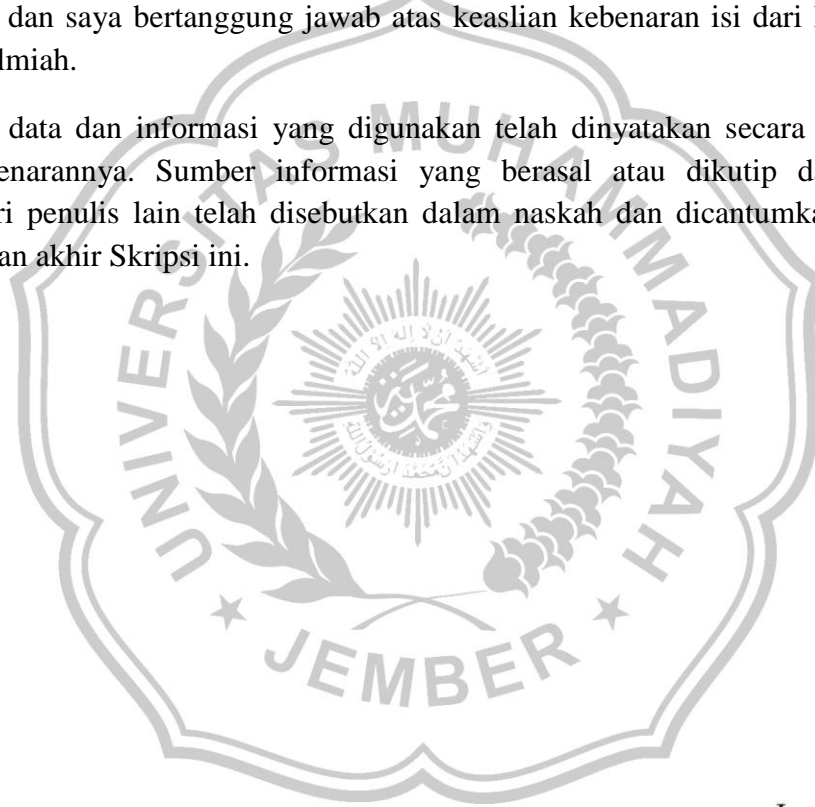 dan saya bertanggung jawab atas keaslian kebenaran isi dari
lmiah.
data dan informasi yang digunakan telah dinyatakan secara
enarannya. Sumber informasi yang berasal atau dikutip da
ri penulis lain telah disebutkan dalam naskah dan dicantumka
an akhir Skripsi ini.
UNIVERSITAS MUHAMMADIYAH
JEMBER